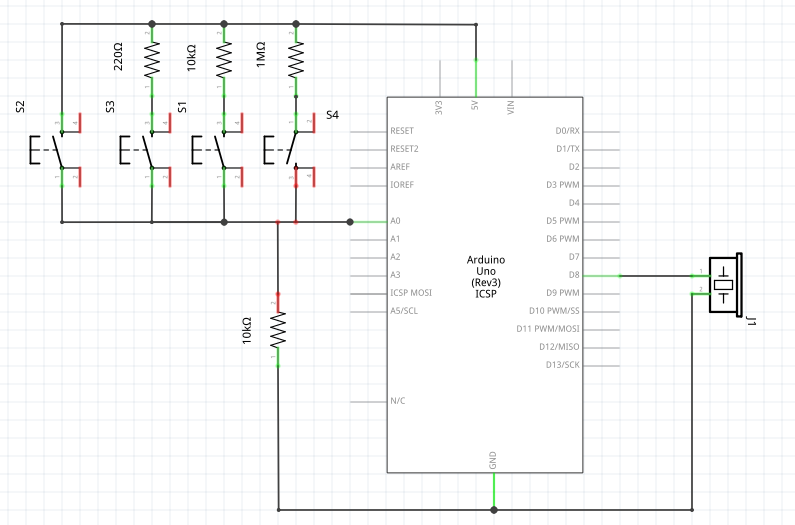 220Ω
10kΩ
1MΩ
S2
S3
S1
S4
3V3
5V
VIN
RESET
RESET2
AREF
IOREF
A0
A1
A2
A3
ICSP MOSI
A5/SCL
N/C
D0/RX
D1/TX
D2
D3 PWM
D4
D5 PWM
D6 PWM
D7
D8
D9 PWM
D10 PWM/SS
D11 PWM/MOSI
D12/MISO
D13/SCK
Arduino
Uno
(Rev3)
ICSP
GND
10kΩ
J1